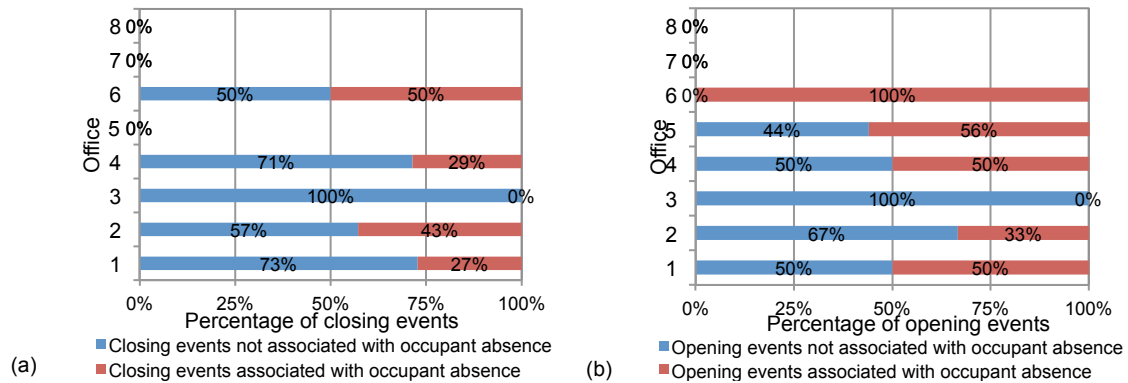 8 0%
7 0%
6 50% 50%
5 0%
4 71% 29%
3 100% 0%
2 57% 43%
1 73% 27%
0% 25% 50% 75% 100%
Office
Percentage of closing events
Closing events not associated with occupant absence
(a) Closing events associated with occupant absence
8 0%
7 0%
6 0% 100%
5 44% 56%
4 50% 50%
3 100% 0%
2 67% 33%
1 50% 50%
0% 25% 50% 75% 100%
Office
Percentage of opening events
Opening events not associated with occupant absence
(b) Opening events associated with occupant absence